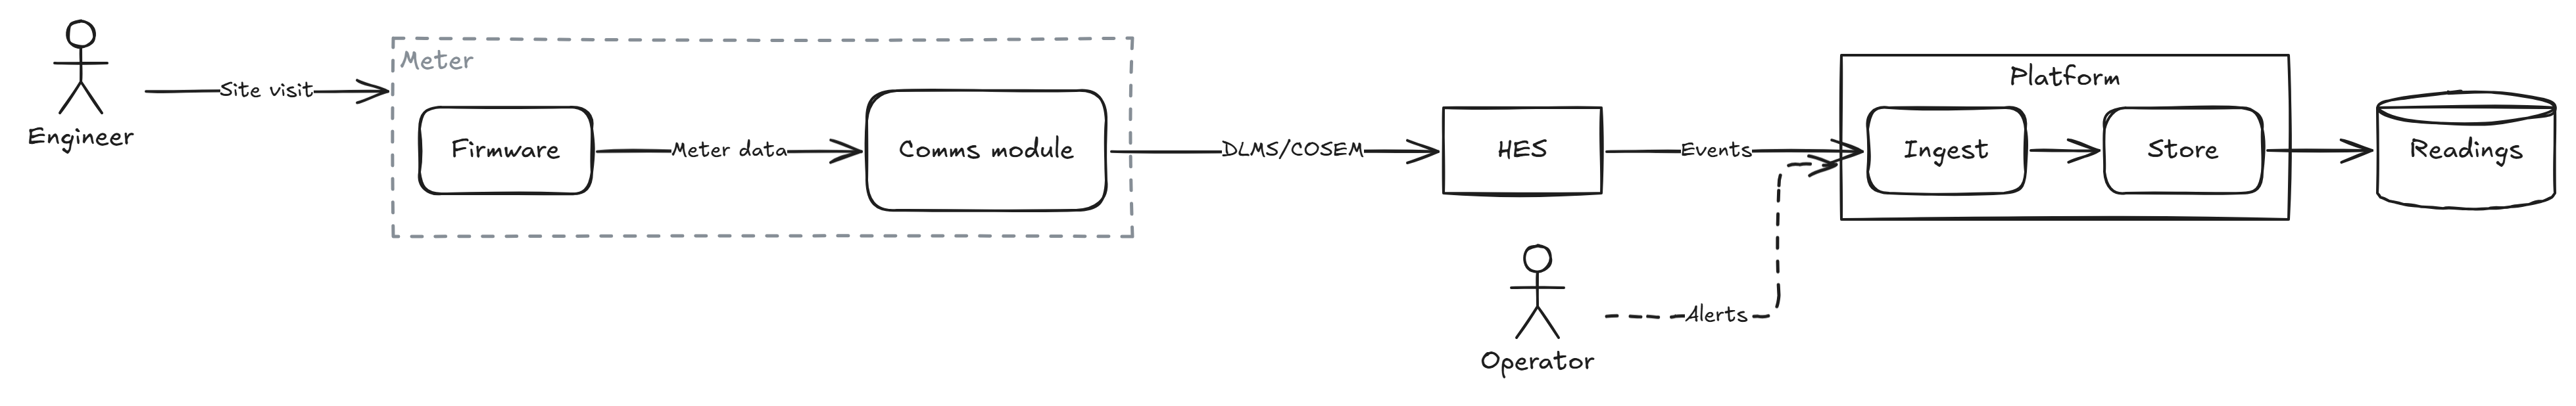 Engineer
Site visit
Meter
Firmware
Meter data
Comms module
DLMS/COSEM
HES
Events
Platform
Ingest
Store
Readings
Operator
Alerts